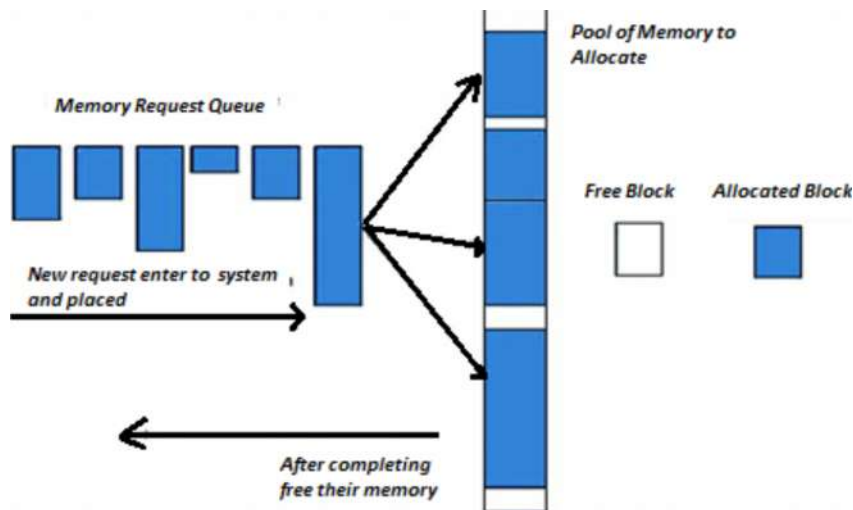 Pool of Memory to
Allocate
Memory Request Queue
Free Block
Allocated Block
New request enter to system
and placed
After completing
free their memory